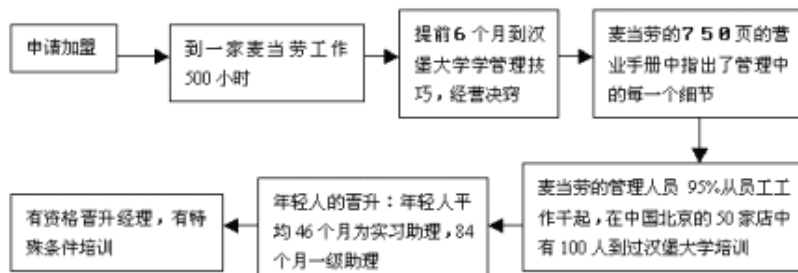 申请加盟
到一家麦当劳工作
500 小时
提前6 个月到汉
堡大学学管理技
巧，经营决窍
麦当劳的750页的营
业手册中指出了管理中
的每一个细节
麦当劳的管理人员 95%从员工工
作干起，在中国北京的 50 家店中
有 100 人到过汉堡大学培训
年轻人的晋升：年轻人平
均 46 个月为实习助理，84
个月一级助理
有资格晋升经理，有特
殊条件培训